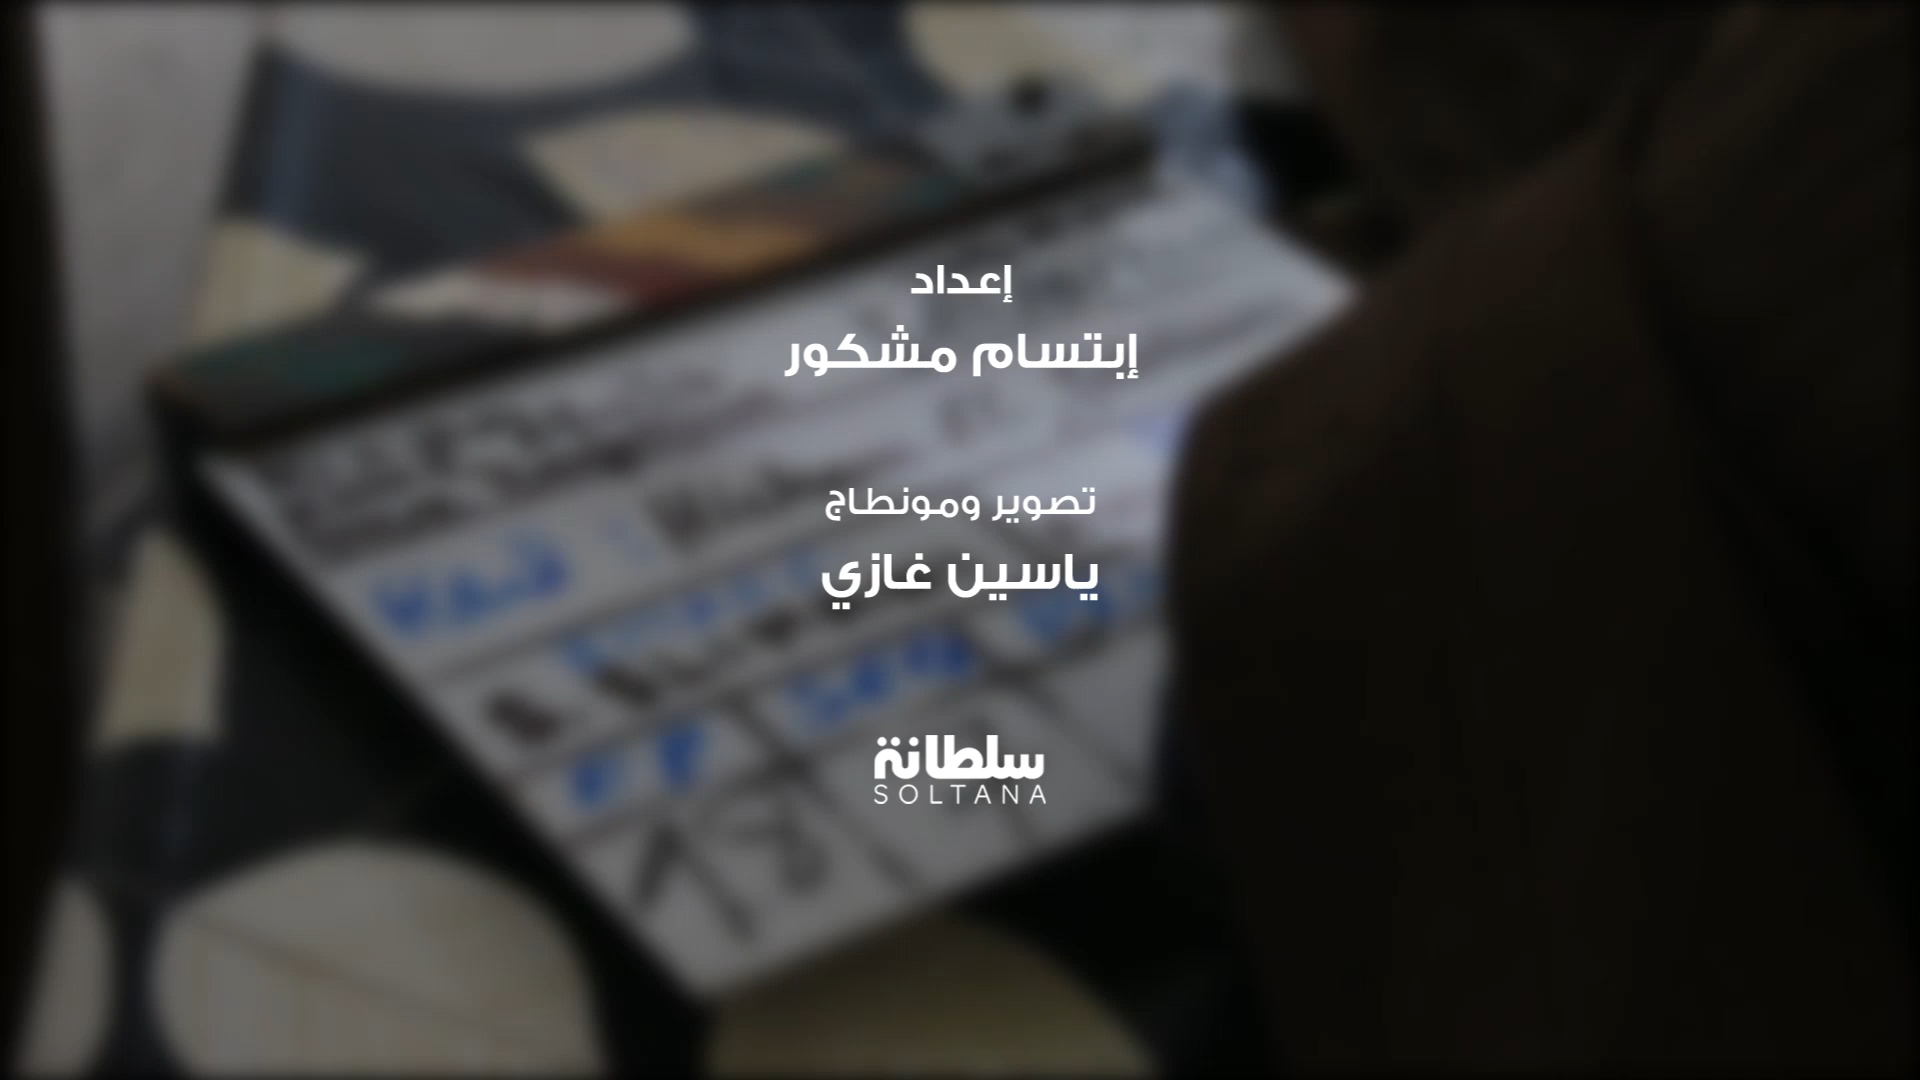 إعداد
إبتسام مشكور
تصوير ومونطاج
ياسين غازي
سلطانة
SOLTANA